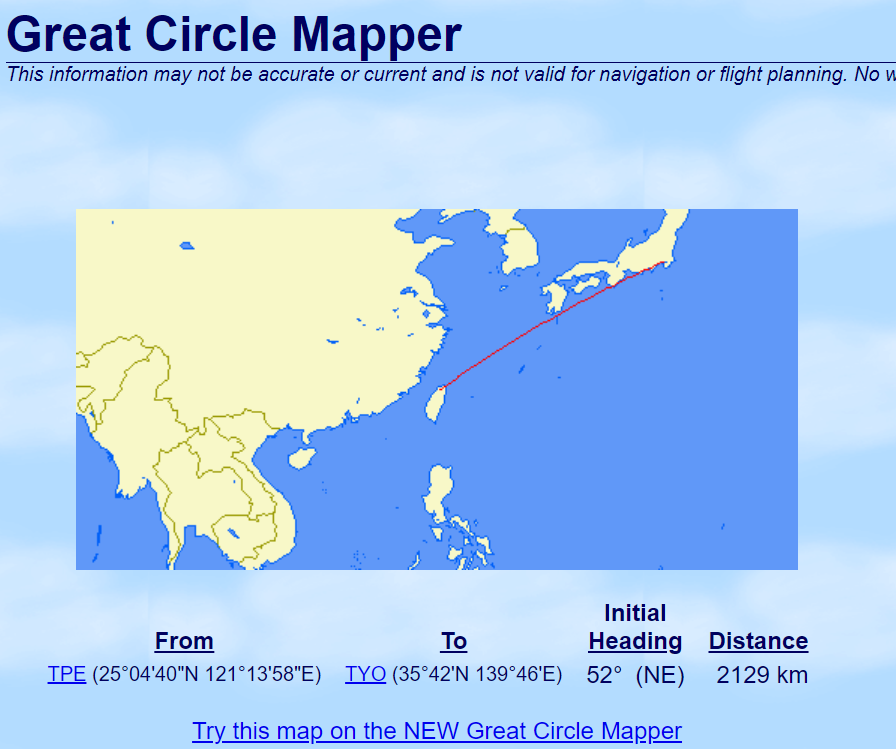 Great Circle Mapper
This information may not be accurate or current and is not valid for navigation or flight planning. No w
From To Initial Heading Distance
TPE (25°04'40"N 121°13'58"E) TYO (35°42'N 139°46'E) 52° (NE) 2129 km
Try this map on the NEW Great Circle Mapper